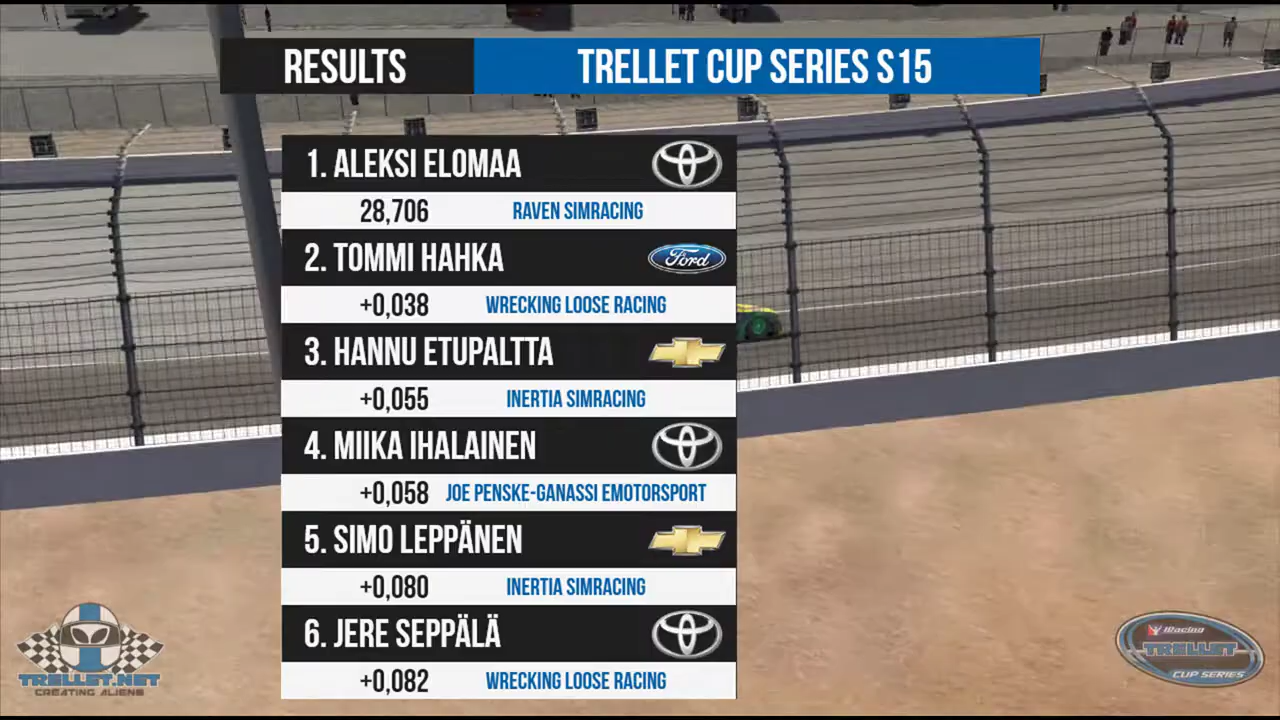 RESULTS TRELLET CUP SERIES S15
1. ALEKSI ELOMAA
28,706 RAVEN SIMRACING
2. TOMMI HAHKA Ford
+0,038 WRECKING LOOSE RACING
3. HANNU ETUPALTTA
+0,055 INERTIA SIMRACING
4. MIIKA IHALAINEN
+0,058 JOE PENSKE-GANASSI EMOTORSPORT
5. SIMO LEPPÄNEN
+0,080 INERTIA SIMRACING
6. JERE SEPPÄLÄ
+0,082 WRECKING LOOSE RACING
TRELLET.NET
CREATING ALIENS
iRacing
TRELLET
CUP SERIES